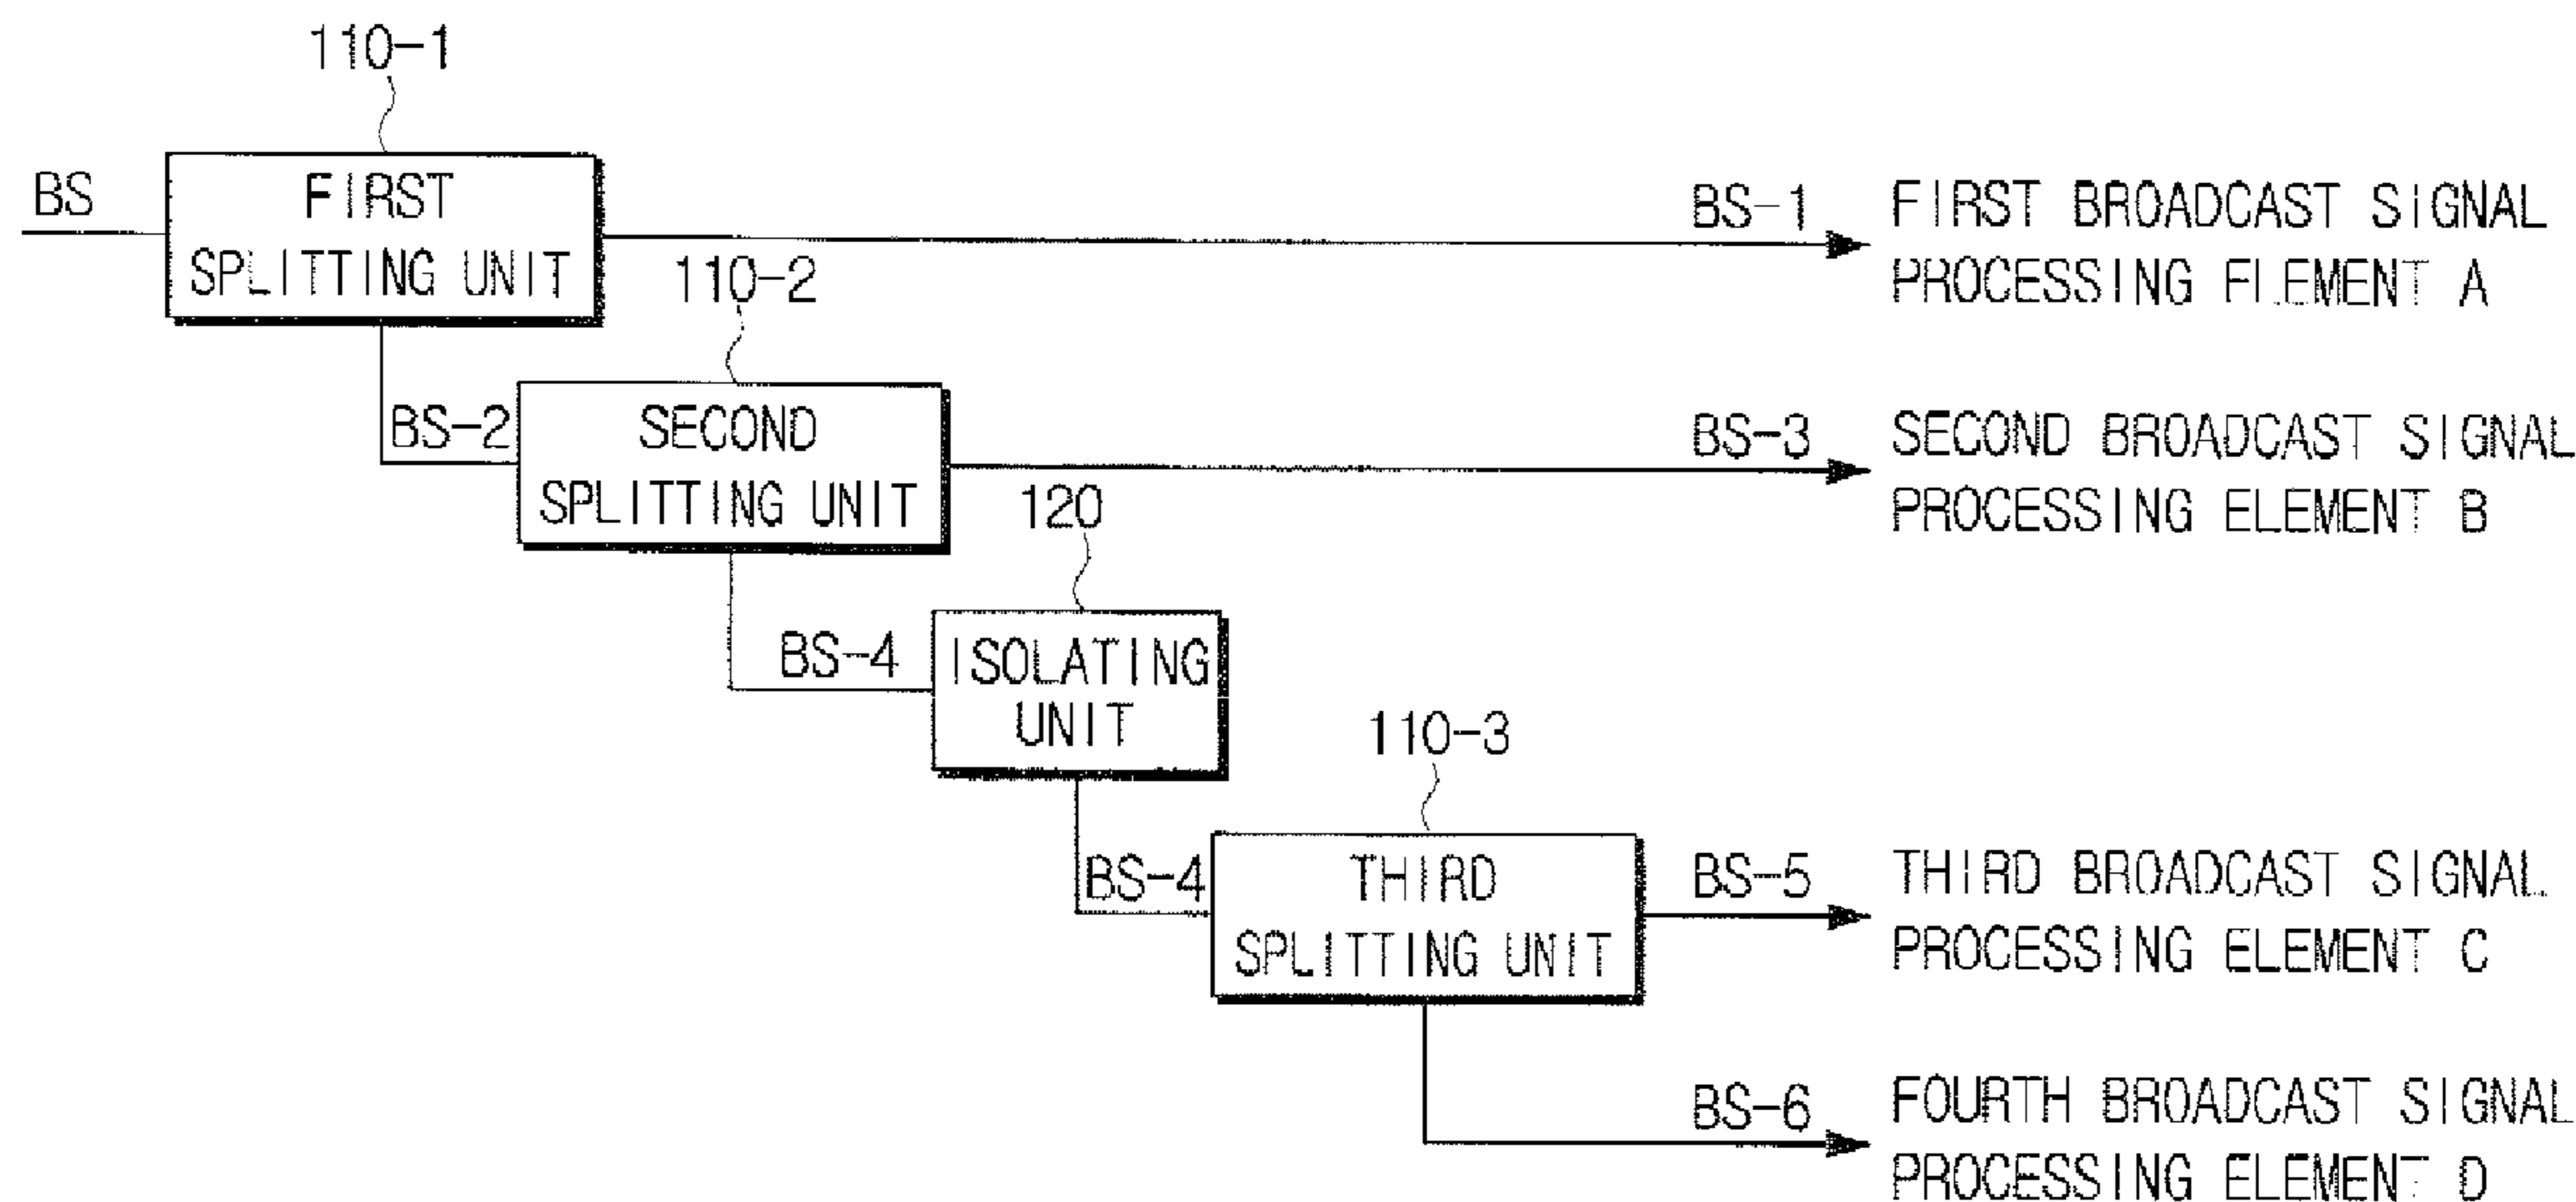 110-1
BS
FIRST
SPLITTING UNIT
BS-1
FIRST BROADCAST SIGNAL
PROCESSING ELEMENT A
110-2
BS-2
SECOND
SPLITTING UNIT
BS-3
SECOND BROADCAST SIGNAL
PROCESSING ELEMENT B
120
BS-4
ISOLATING
UNIT
110-3
BS-4
THIRD
SPLITTING UNIT
BS-5
THIRD BROADCAST SIGNAL
PROCESSING ELEMENT C
BS-6
FOURTH BROADCAST SIGNAL
PROCESSING ELEMENT D